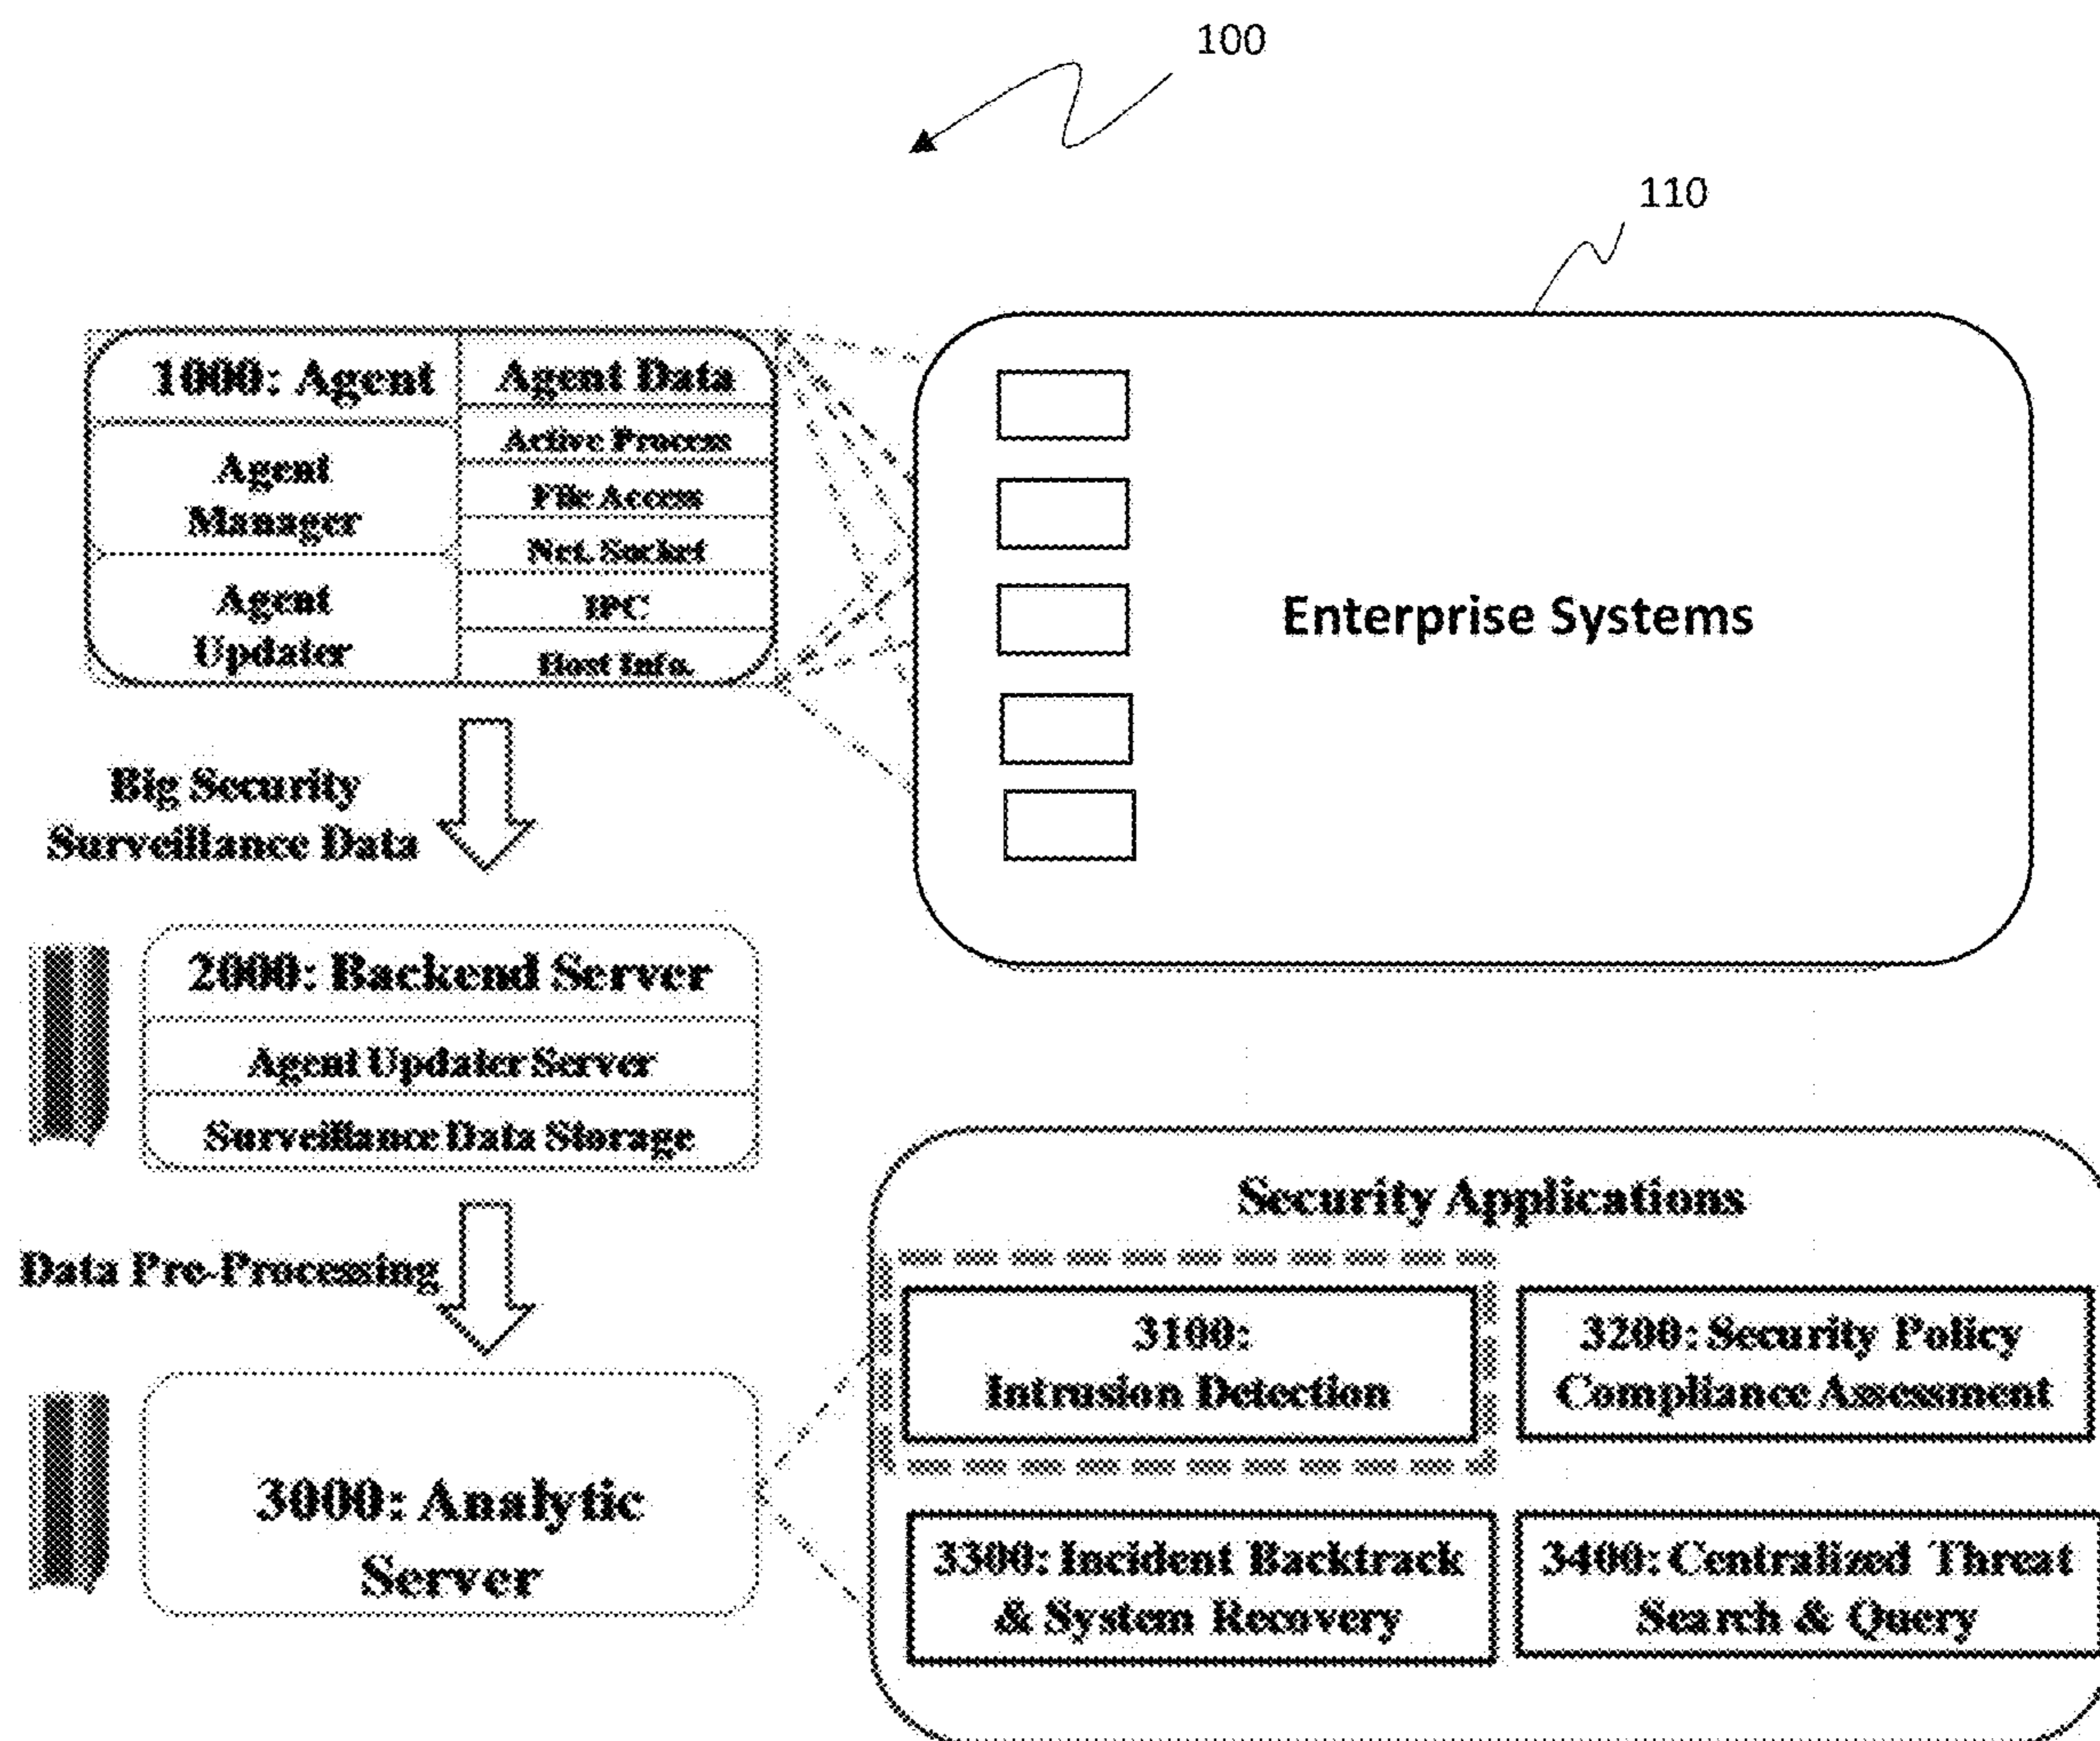 100
110
1000: Agent
Agent Data
Agent
Manager
Agent
Updater
Active Process
File Access
Net. Socket
IPC
Host Info.
Enterprise Systems
Big Security
Surveillance Data
2000: Backend Server
Agent Updater Server
Surveillance Data Storage
Data Pre-Processing
3000: Analytic
Server
Security Applications
3100:
Intrusion Detection
3200: Security Policy
Compliance Assessment
3300: Incident Backtrack
& System Recovery
3400: Centralized Threat
Search & Query